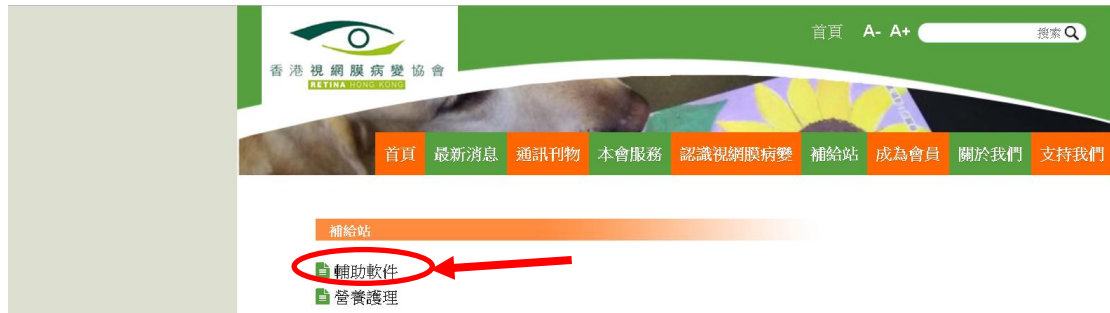 首頁 A- A+ 搜索
香港視網膜病變協會
RETINA HONG KONG
首頁 最新消息 通訊刊物 本會服務 認識視網膜病變 補給站 成為會員 關於我們 支持我們
補給站
輔助軟件
營養護理